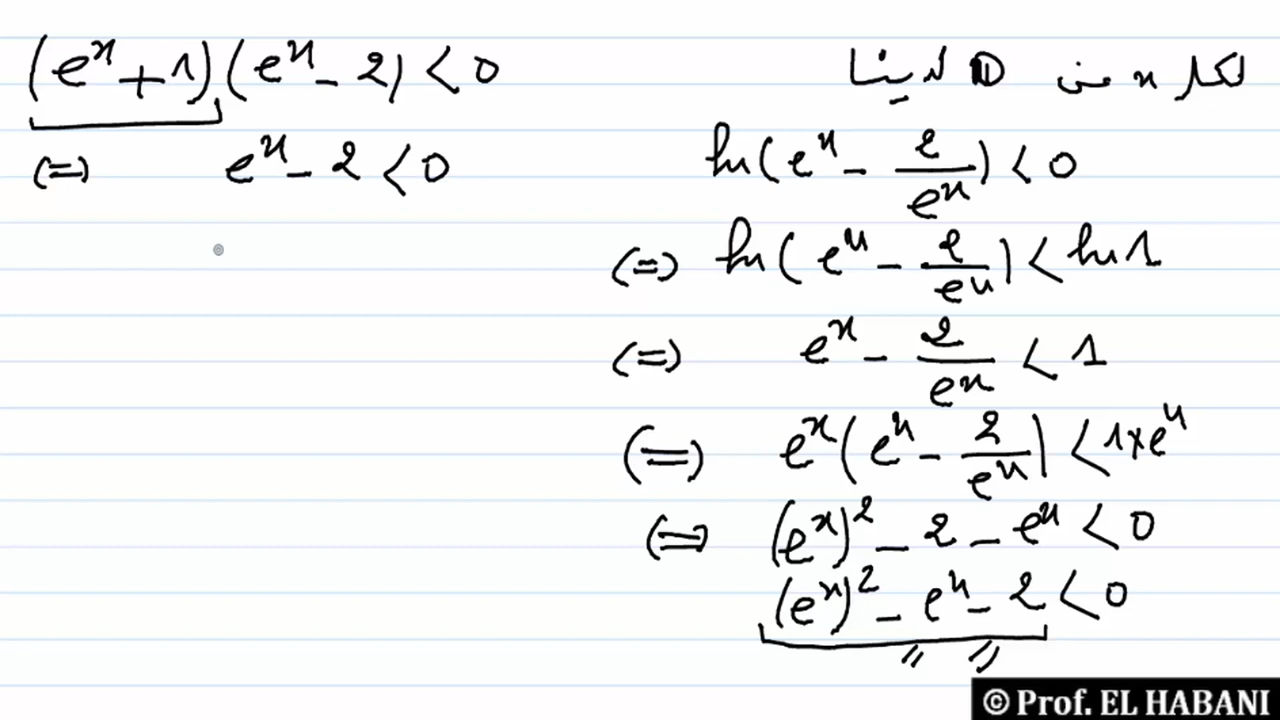 لكل x من D لدينا
ln(e^x - 2/e^x) < 0
(=) ln(e^x - 2/e^x) < ln 1
(=) e^x - 2/e^x < 1
(=) e^x(e^x - 2/e^x) < 1×e^x
(=) (e^x)^2 - 2 - e^x < 0
(e^x)^2 - e^x - 2 < 0
(e^x + 1)(e^x - 2) < 0
(=) e^x - 2 < 0
© Prof. EL HABANI